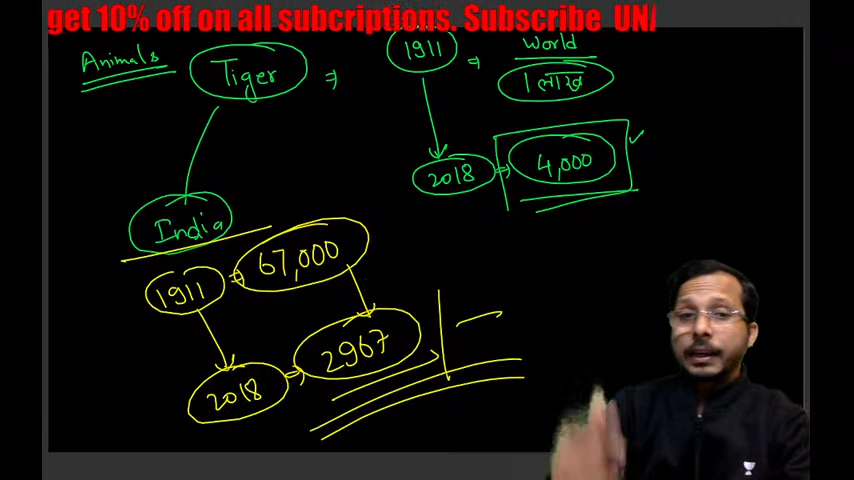 get 10% off on all subcriptions. Subscribe UNA
Animals Tiger ⇒ 1911 ⇒ World
1 लाख
2018 ⇒ 4,000 ✓
India
1911 ⇒ 67,000
2018 ⇒ 2967